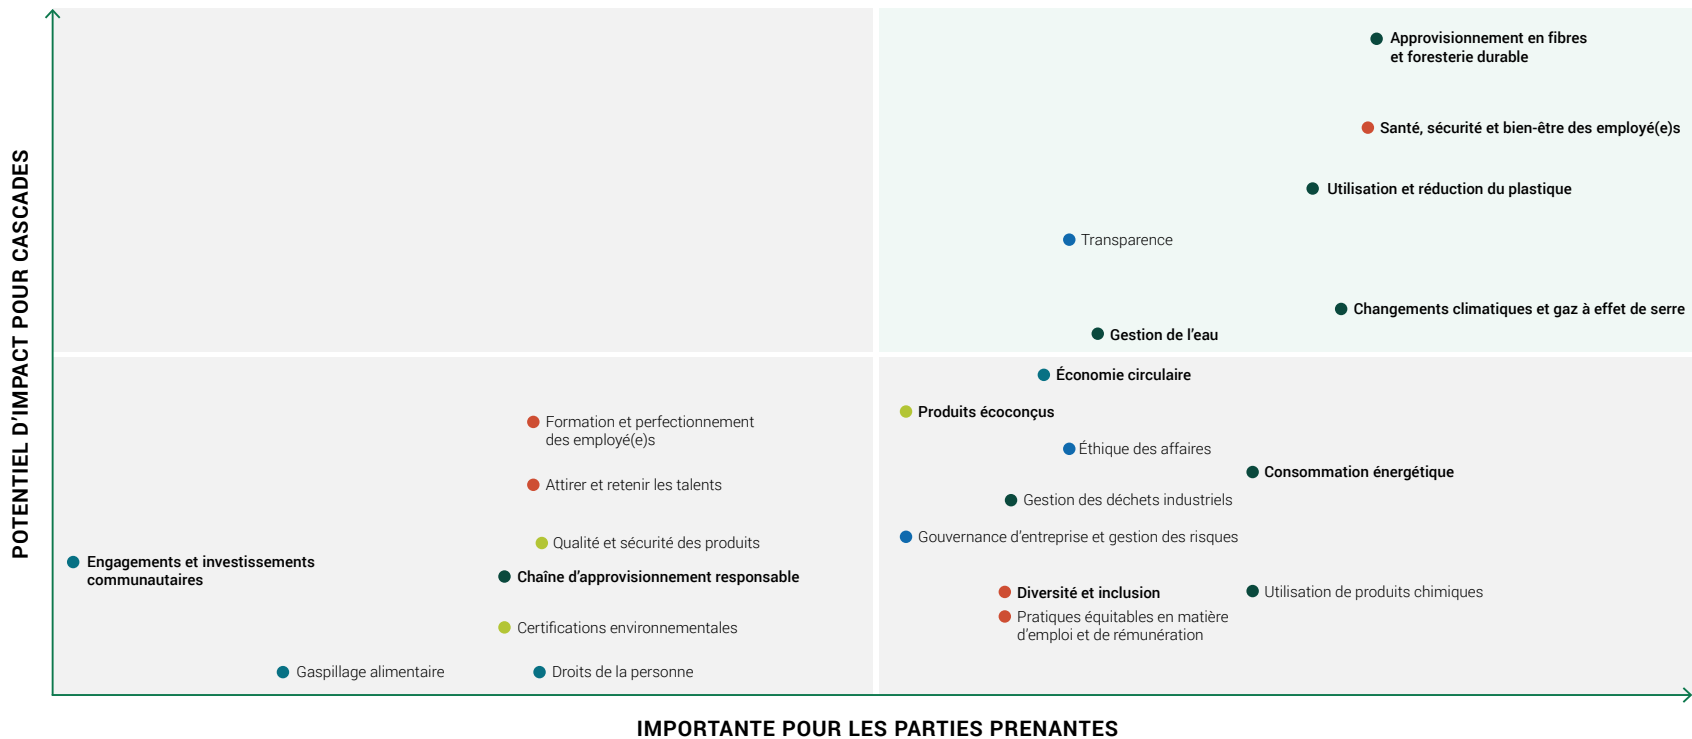 POTENTIEL D’IMPACT POUR CASCADES
Approvisionnement en fibres
et foresterie durable
Santé, sécurité et bien-être des employé(e)s
Utilisation et réduction du plastique
Transparence
Changements climatiques et gaz à effet de serre
Gestion de l’eau
Économie circulaire
Produits écoconçus
Formation et perfectionnement
des employé(e)s
Éthique des affaires
Consommation énergétique
Attirer et retenir les talents
Gestion des déchets industriels
Gouvernance d’entreprise et gestion des risques
Qualité et sécurité des produits
Engagements et investissements
communautaires
Chaîne d’approvisionnement responsable
Diversité et inclusion
Utilisation de produits chimiques
Pratiques équitables en matière
d’emploi et de rémunération
Certifications environnementales
Gaspillage alimentaire
Droits de la personne
IMPORTANTE POUR LES PARTIES PRENANTES